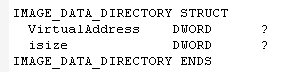 IMAGE_DATA_DIRECTORY STRUCT
  VirtualAddress    DWORD      ?
  isize             DWORD      ?
IMAGE_DATA_DIRECTORY ENDS